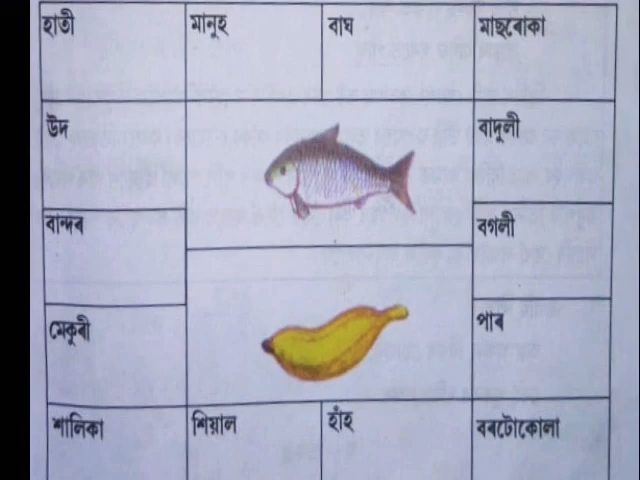 হাতী মানুহ বাঘ মাছৰোকা
উদ বাদুলী
বান্দৰ বগলী
মেকুৰী পাৰ
শালিকা শিয়াল হাঁহ বৰটোকোলা